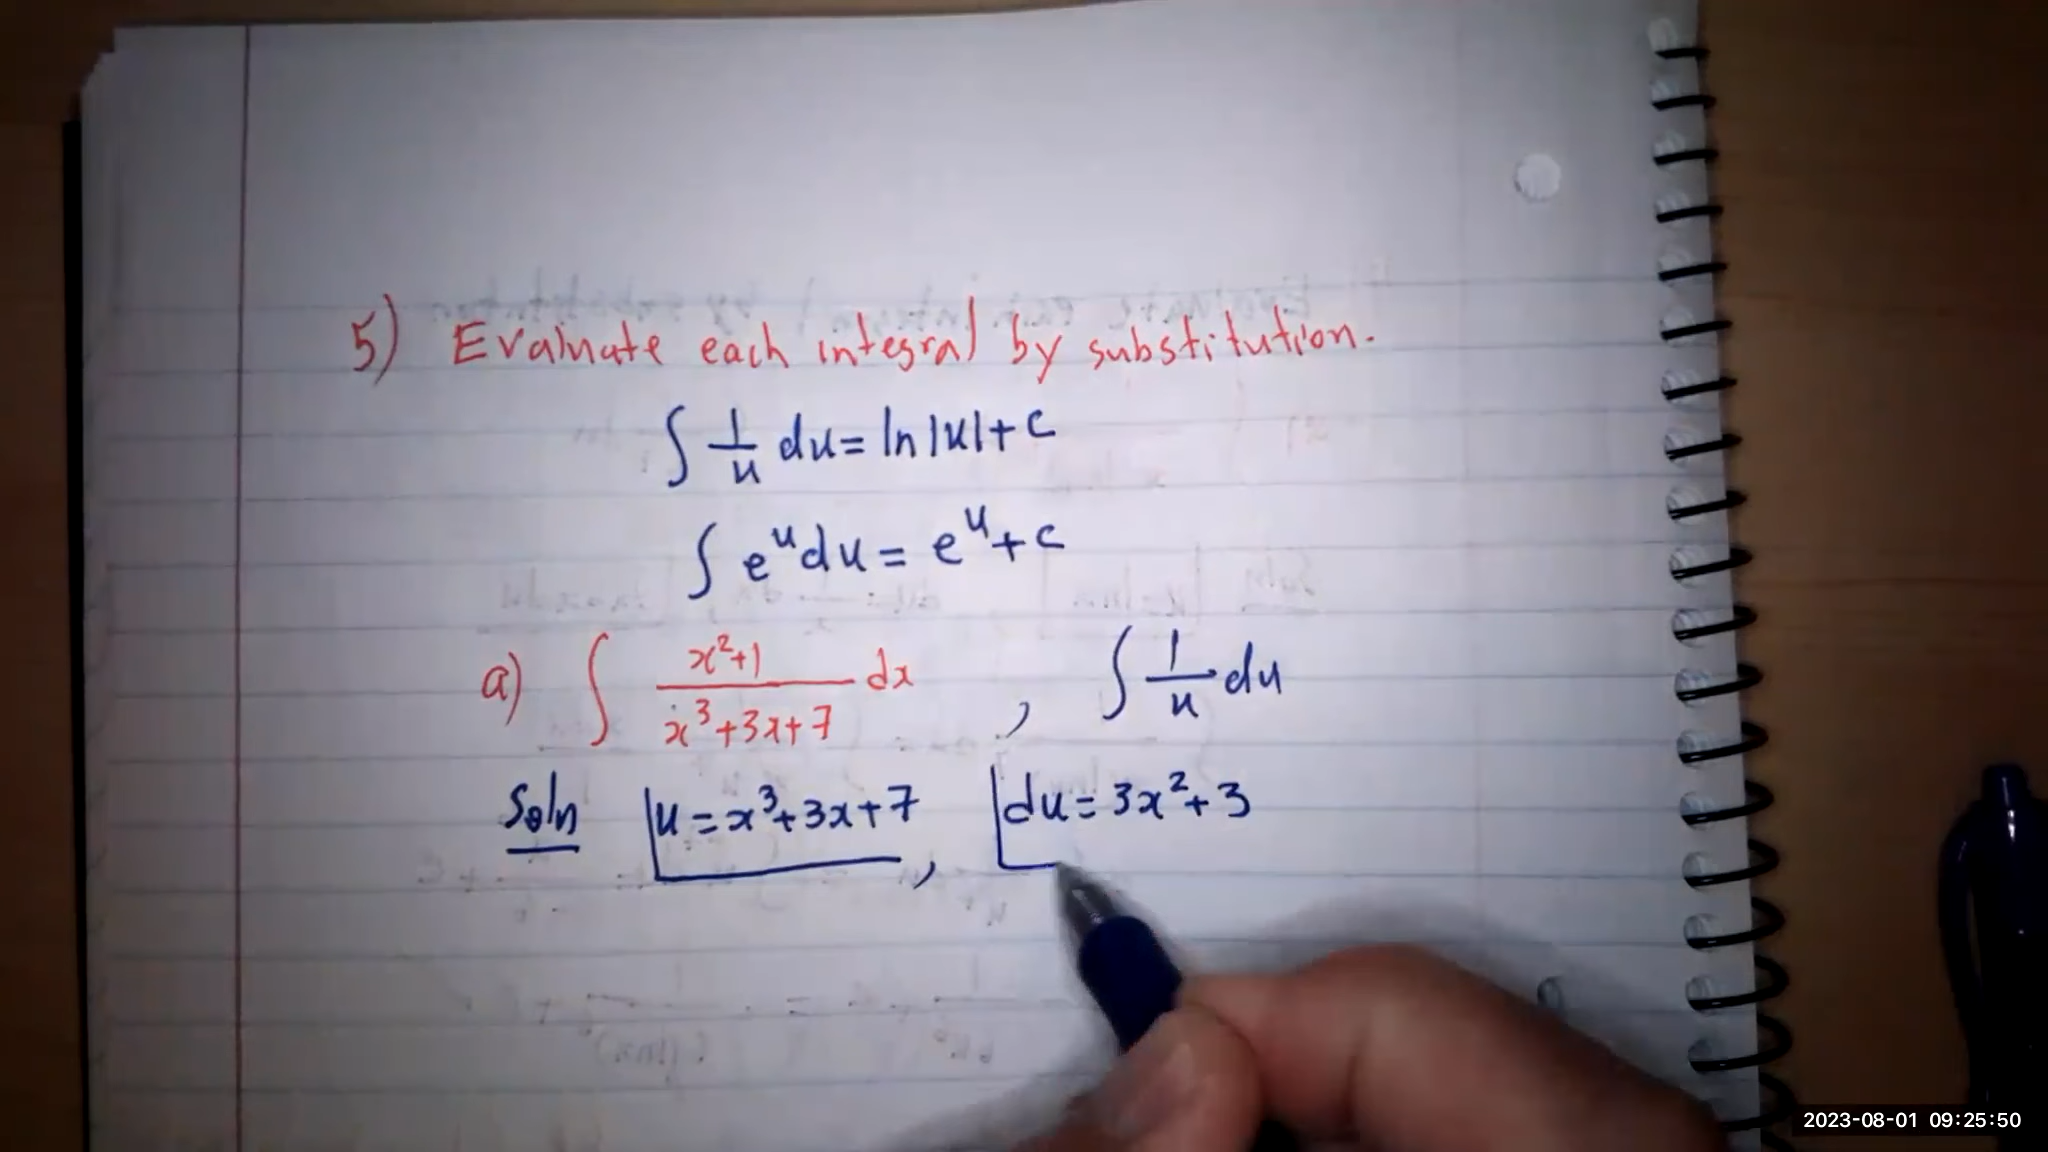 5) Evaluate each integral by substitution.
∫ 1/u du = ln|u| + c
∫ e^u du = e^u + c
a) ∫ x²+1 / x³+3x+7 dx , ∫ 1/u du
Soln u = x³+3x+7 , du = 3x²+3
2023-08-01 09:25:50